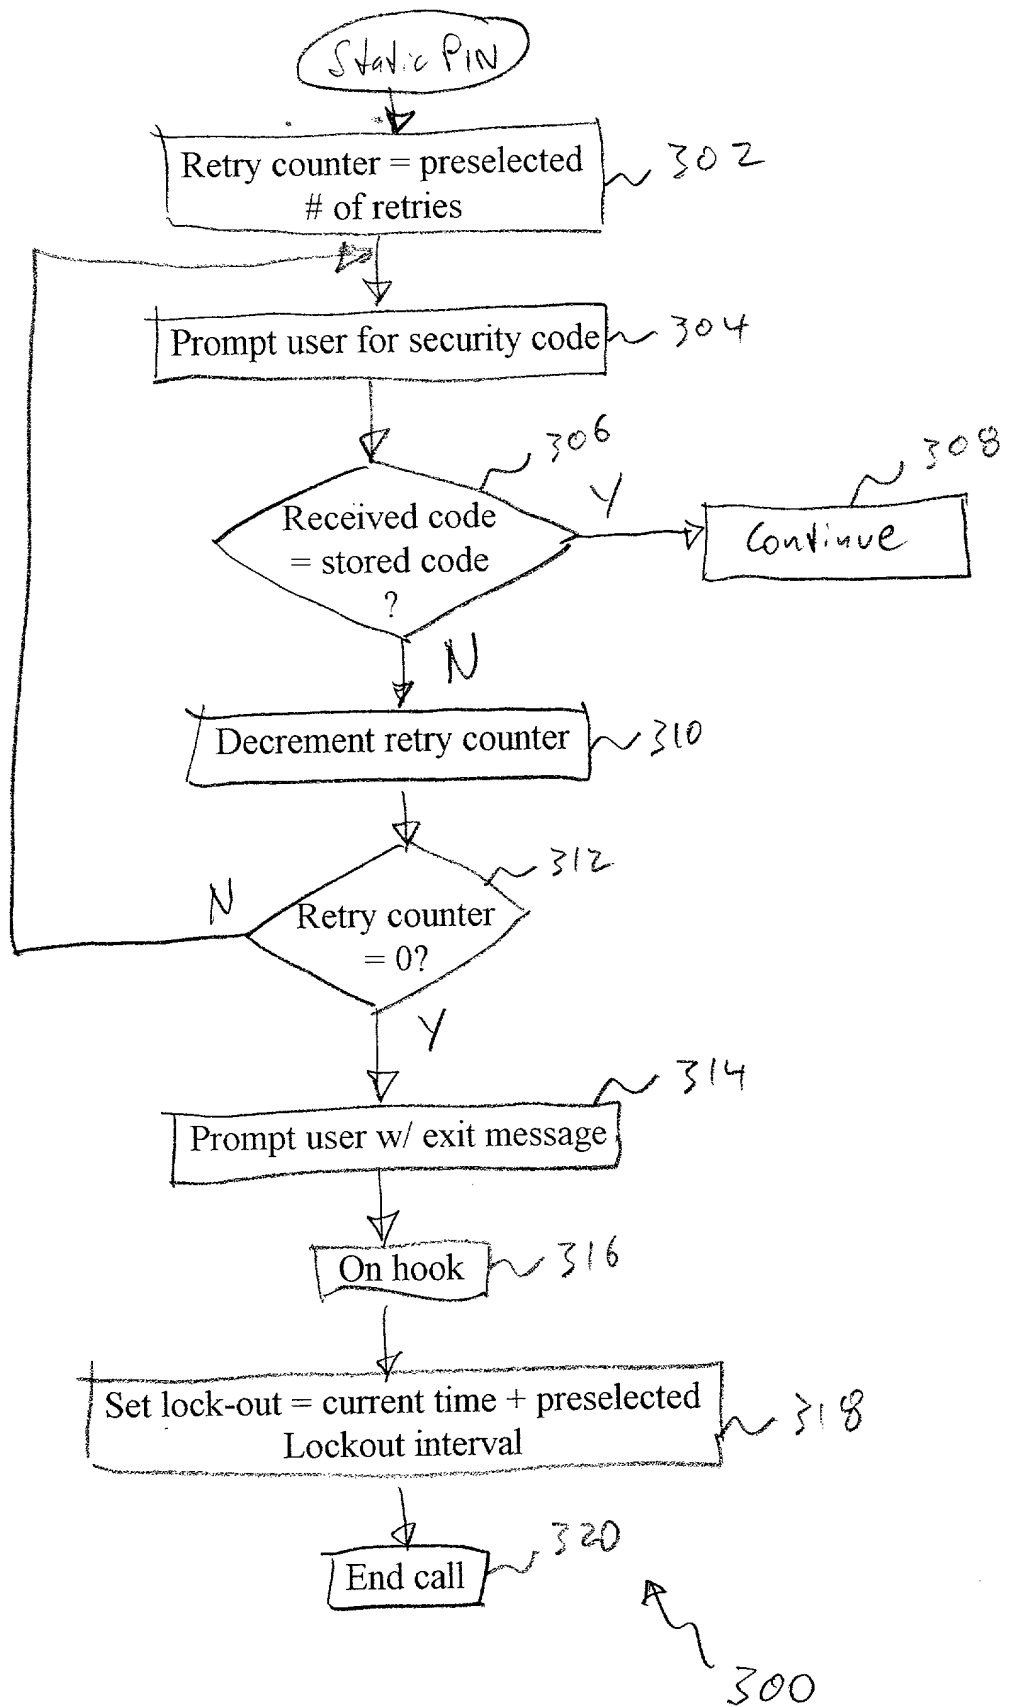 Static PIN
Retry counter = preselected
# of retries
302
Prompt user for security code
304
306
Received code
= stored code
?
Y
308
Continue
N
Decrement retry counter
310
312
N
Retry counter
= 0?
Y
314
Prompt user w/ exit message
On hook
316
Set lock-out = current time + preselected
Lockout interval
318
320
End call
300